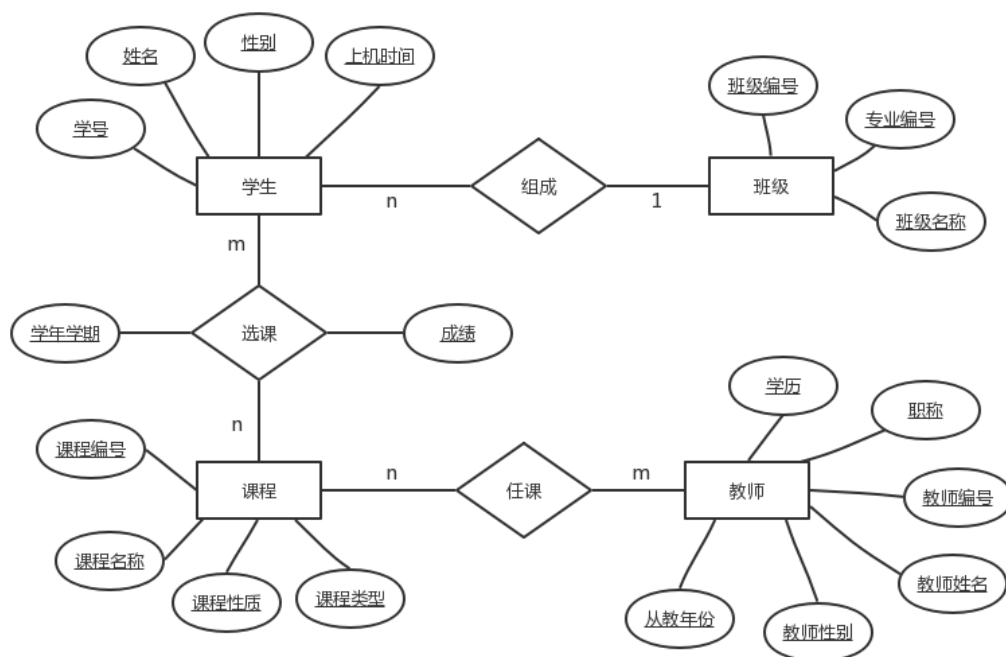 性别
姓名
上机时间
学号
班级编号
专业编号
学生
n
组成
1
班级
班级名称
m
学年学期
选课
成绩
n
学历
职称
课程编号
课程
n
任课
m
教师
教师编号
课程名称
课程性质
课程类型
教师姓名
从教年份
教师性别